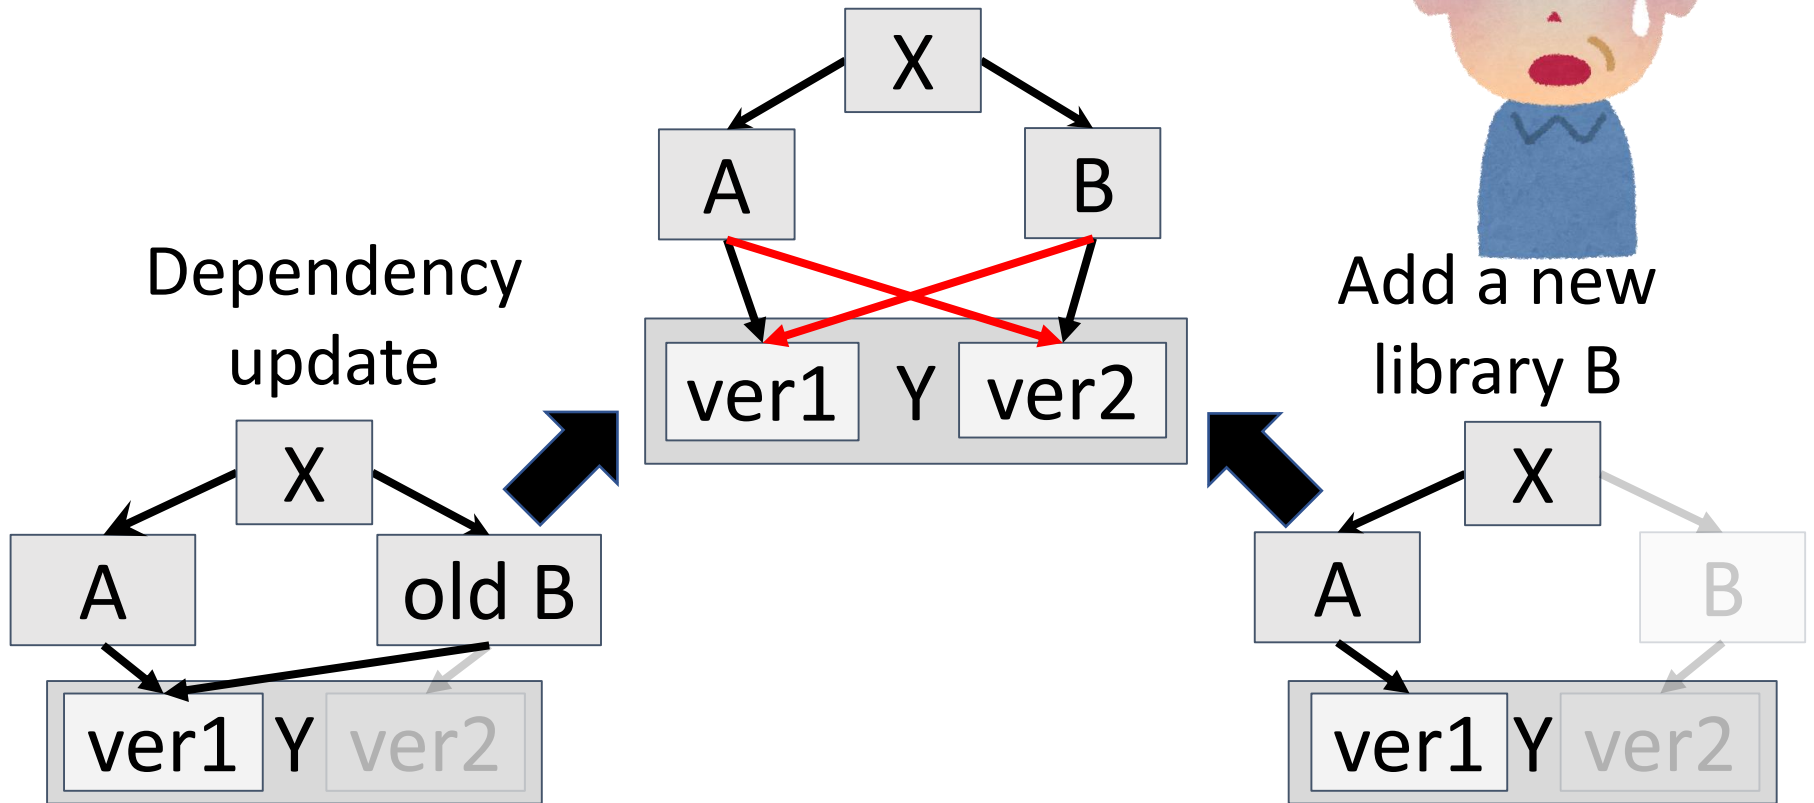 X
A
B
ver1 Y ver2
Dependency
update
X
A
old B
ver1 Y ver2
Add a new
library B
X
A
B
ver1 Y ver2